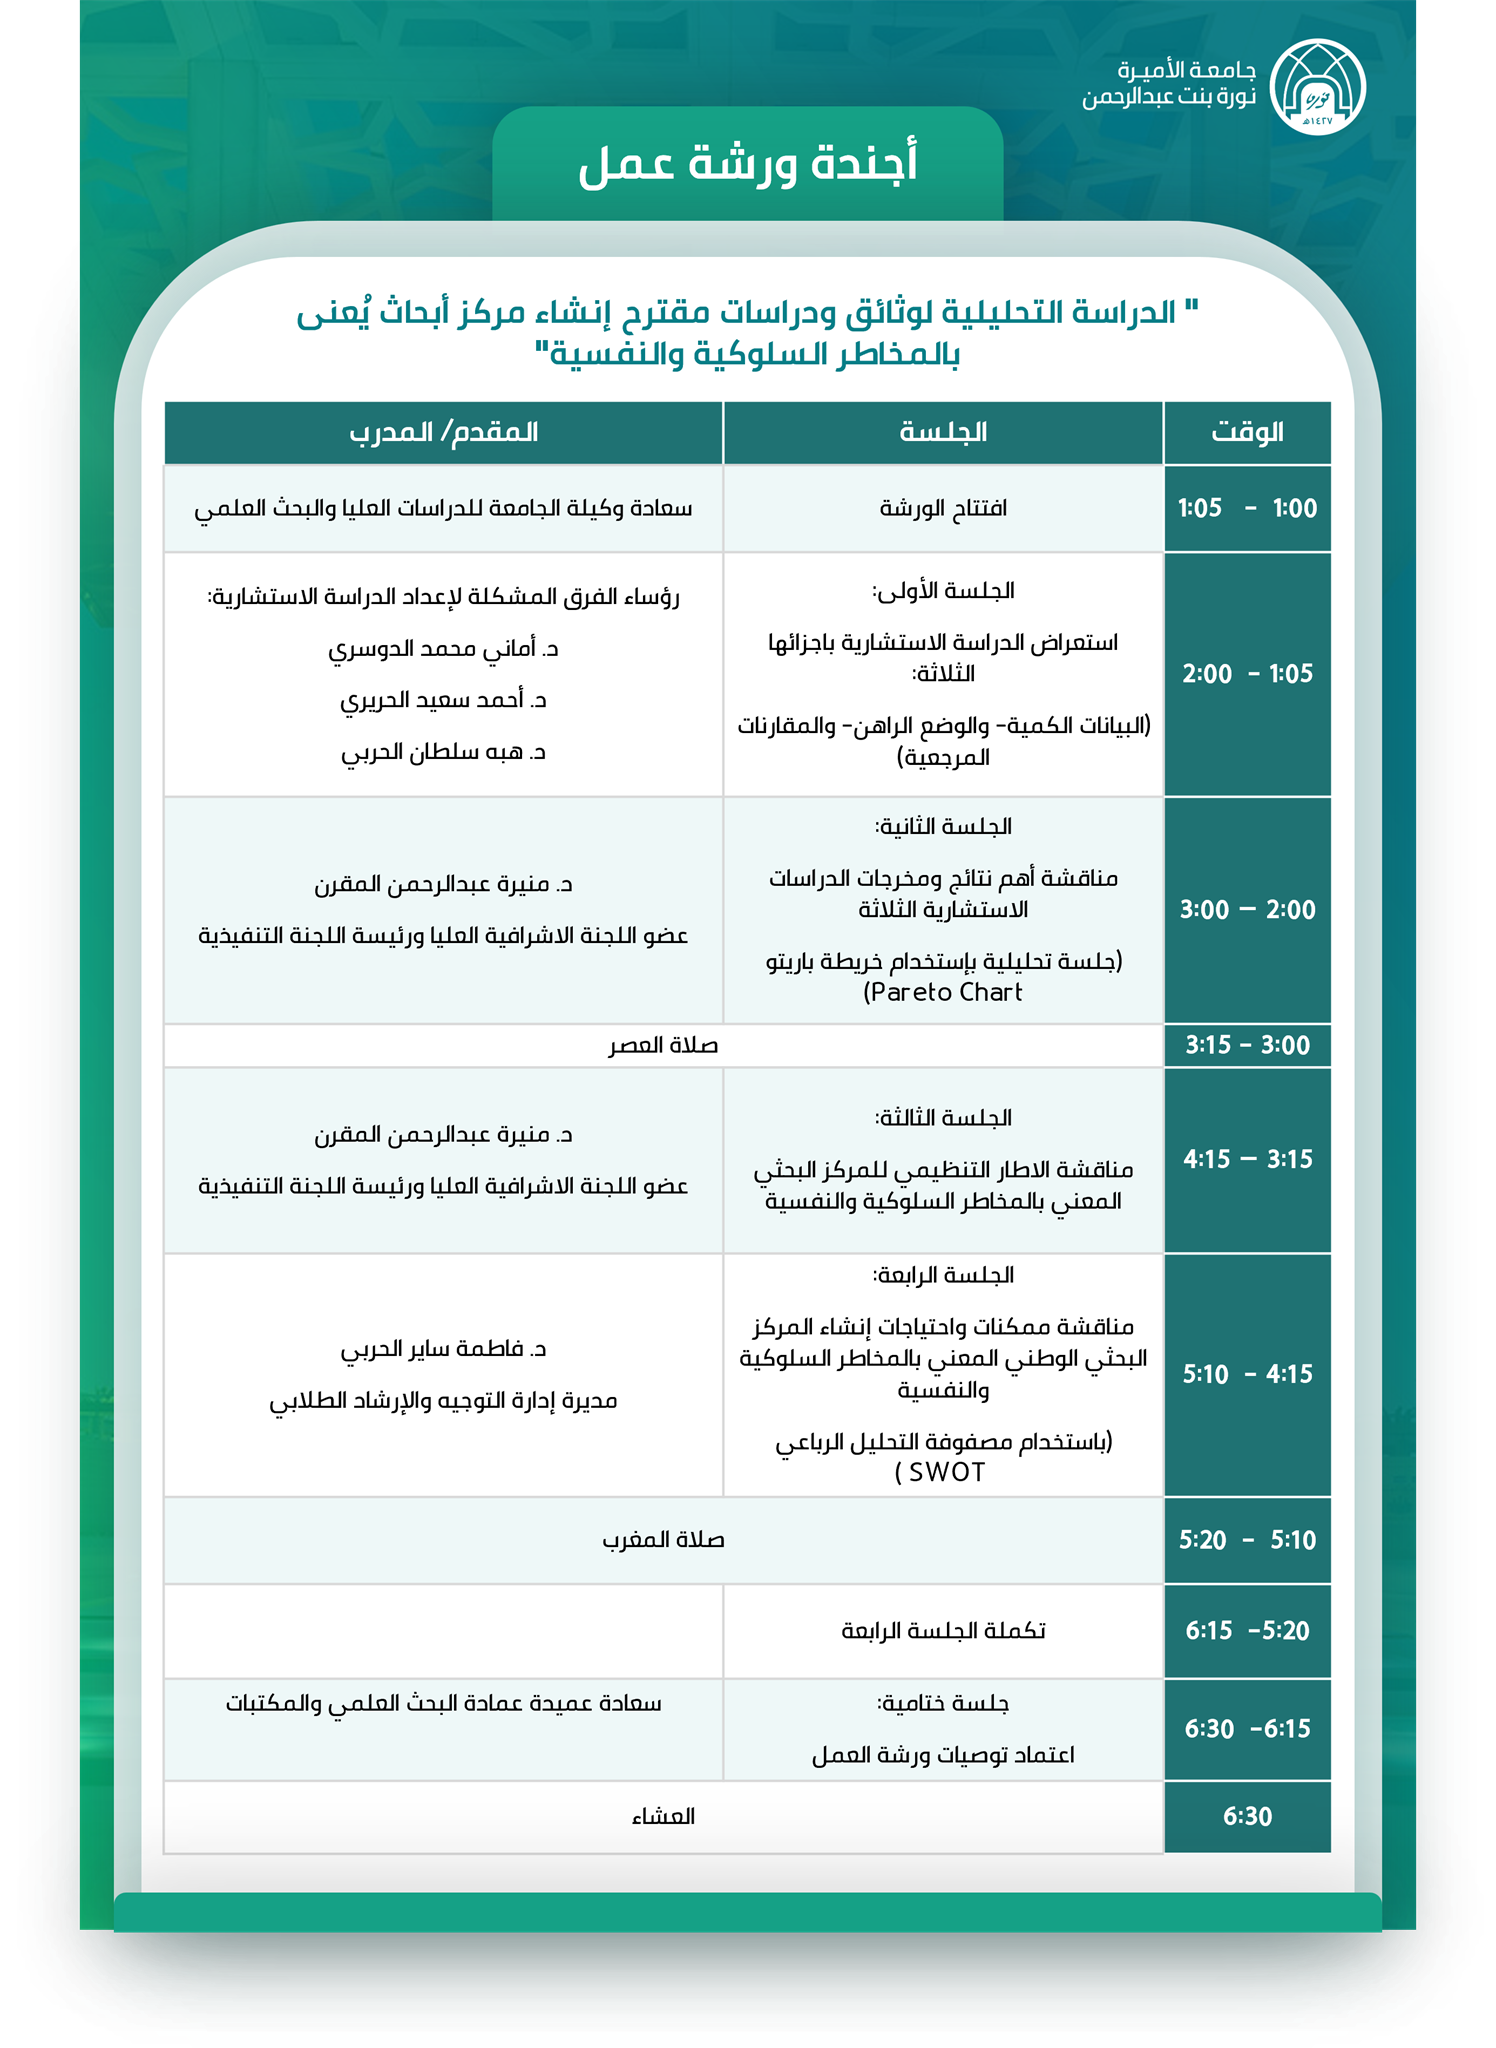 جامعة الأميرة
نورة بنت عبدالرحمن
نورة
١٤٢٧هـ
أجندة ورشة عمل
" الدراسة التحليلية لوثائق ودراسات مقترح إنشاء مركز أبحاث يُعنى
بالمخاطر السلوكية والنفسية"
الوقت
الجلسة
المقدم/ المدرب
1:00 - 1:05
افتتاح الورشة
سعادة وكيلة الجامعة للدراسات العليا والبحث العلمي
1:05 - 2:00
الجلسة الأولى:
استعراض الدراسة الاستشارية باجزائها
الثلاثة:
(البيانات الكمية- والوضع الراهن- والمقارنات
المرجعية)
رؤساء الفرق المشكلة لإعداد الدراسة الاستشارية:
د. أماني محمد الدوسري
د. أحمد سعيد الحريري
د. هبه سلطان الحربي
2:00 – 3:00
الجلسة الثانية:
مناقشة أهم نتائج ومخرجات الدراسات
الاستشارية الثلاثة
(جلسة تحليلية بإستخدام خريطة باريتو
Pareto Chart)
د. منيرة عبدالرحمن المقرن
عضو اللجنة الاشرافية العليا ورئيسة اللجنة التنفيذية
3:00 - 3:15
صلاة العصر
3:15 – 4:15
الجلسة الثالثة:
مناقشة الاطار التنظيمي للمركز البحثي
المعني بالمخاطر السلوكية والنفسية
د. منيرة عبدالرحمن المقرن
عضو اللجنة الاشرافية العليا ورئيسة اللجنة التنفيذية
4:15 - 5:10
الجلسة الرابعة:
مناقشة ممكنات واحتياجات إنشاء المركز
البحثي الوطني المعني بالمخاطر السلوكية
والنفسية
(باستخدام مصفوفة التحليل الرباعي
SWOT )
د. فاطمة ساير الحربي
مديرة إدارة التوجيه والإرشاد الطلابي
5:10 - 5:20
صلاة المغرب
5:20- 6:15
تكملة الجلسة الرابعة
6:15- 6:30
جلسة ختامية:
اعتماد توصيات ورشة العمل
سعادة عميدة عمادة البحث العلمي والمكتبات
6:30
العشاء